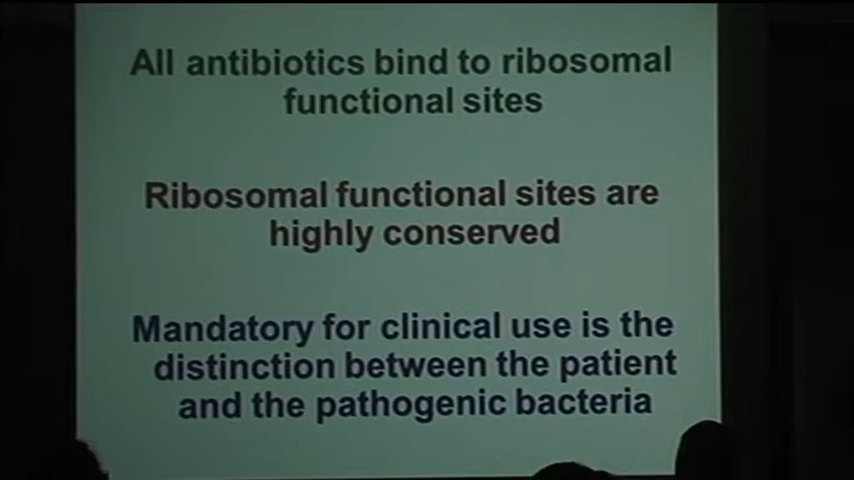 All antibiotics bind to ribosomal
functional sites
Ribosomal functional sites are
highly conserved
Mandatory for clinical use is the
distinction between the patient
and the pathogenic bacteria